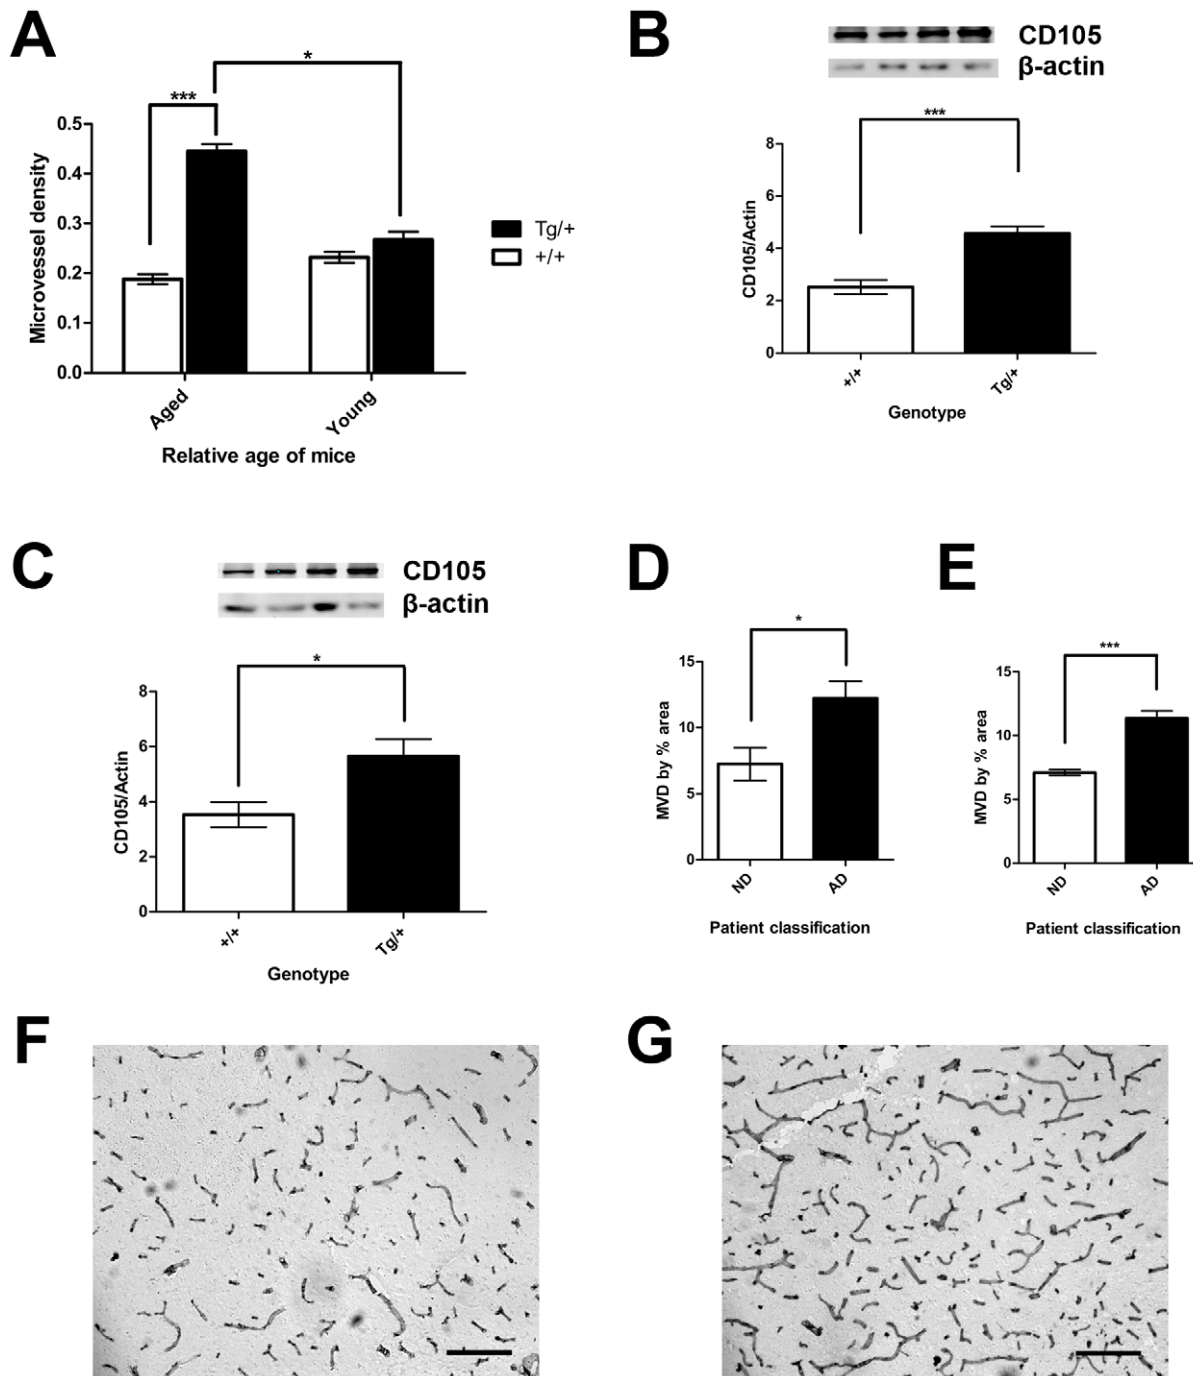 A
*
***
0.5
0.4
0.3
0.2
0.1
0.0
Microvessel density
Aged
Young
Relative age of mice
Tg/+
+/+
B
CD105
β-actin
***
8
6
4
2
0
CD105/Actin
+/+
Tg/+
Genotype
C
CD105
β-actin
*
8
6
4
2
0
CD105/Actin
+/+
Tg/+
Genotype
D
*
15
10
5
0
MVD by % area
ND
AD
Patient classification
E
***
15
10
5
0
MVD by % area
ND
AD
Patient classification
F
G